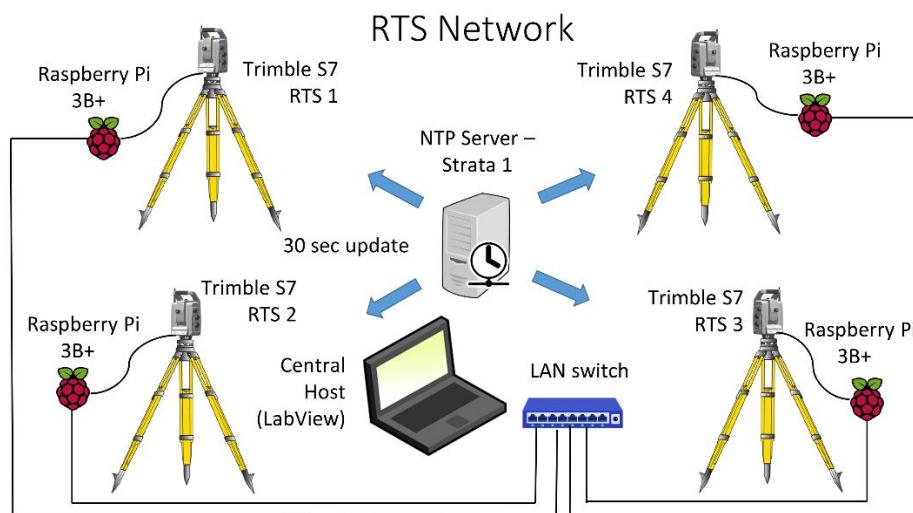 RTS Network
Raspberry Pi
3B+
Trimble S7
RTS 1
Trimble S7
RTS 4
Raspberry Pi
3B+
NTP Server –
Strata 1
30 sec update
Raspberry Pi
3B+
Trimble S7
RTS 2
Central
Host
(LabView)
LAN switch
Trimble S7
RTS 3
Raspberry Pi
3B+